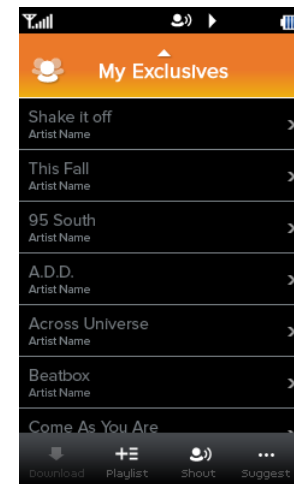 My Exclusives
Shake it off
Artist Name
This Fall
Artist Name
95 South
Artist Name
A.D.D.
Artist Name
Across Universe
Artist Name
Beatbox
Artist Name
Come As You Are
Download Playlist Shout Suggest